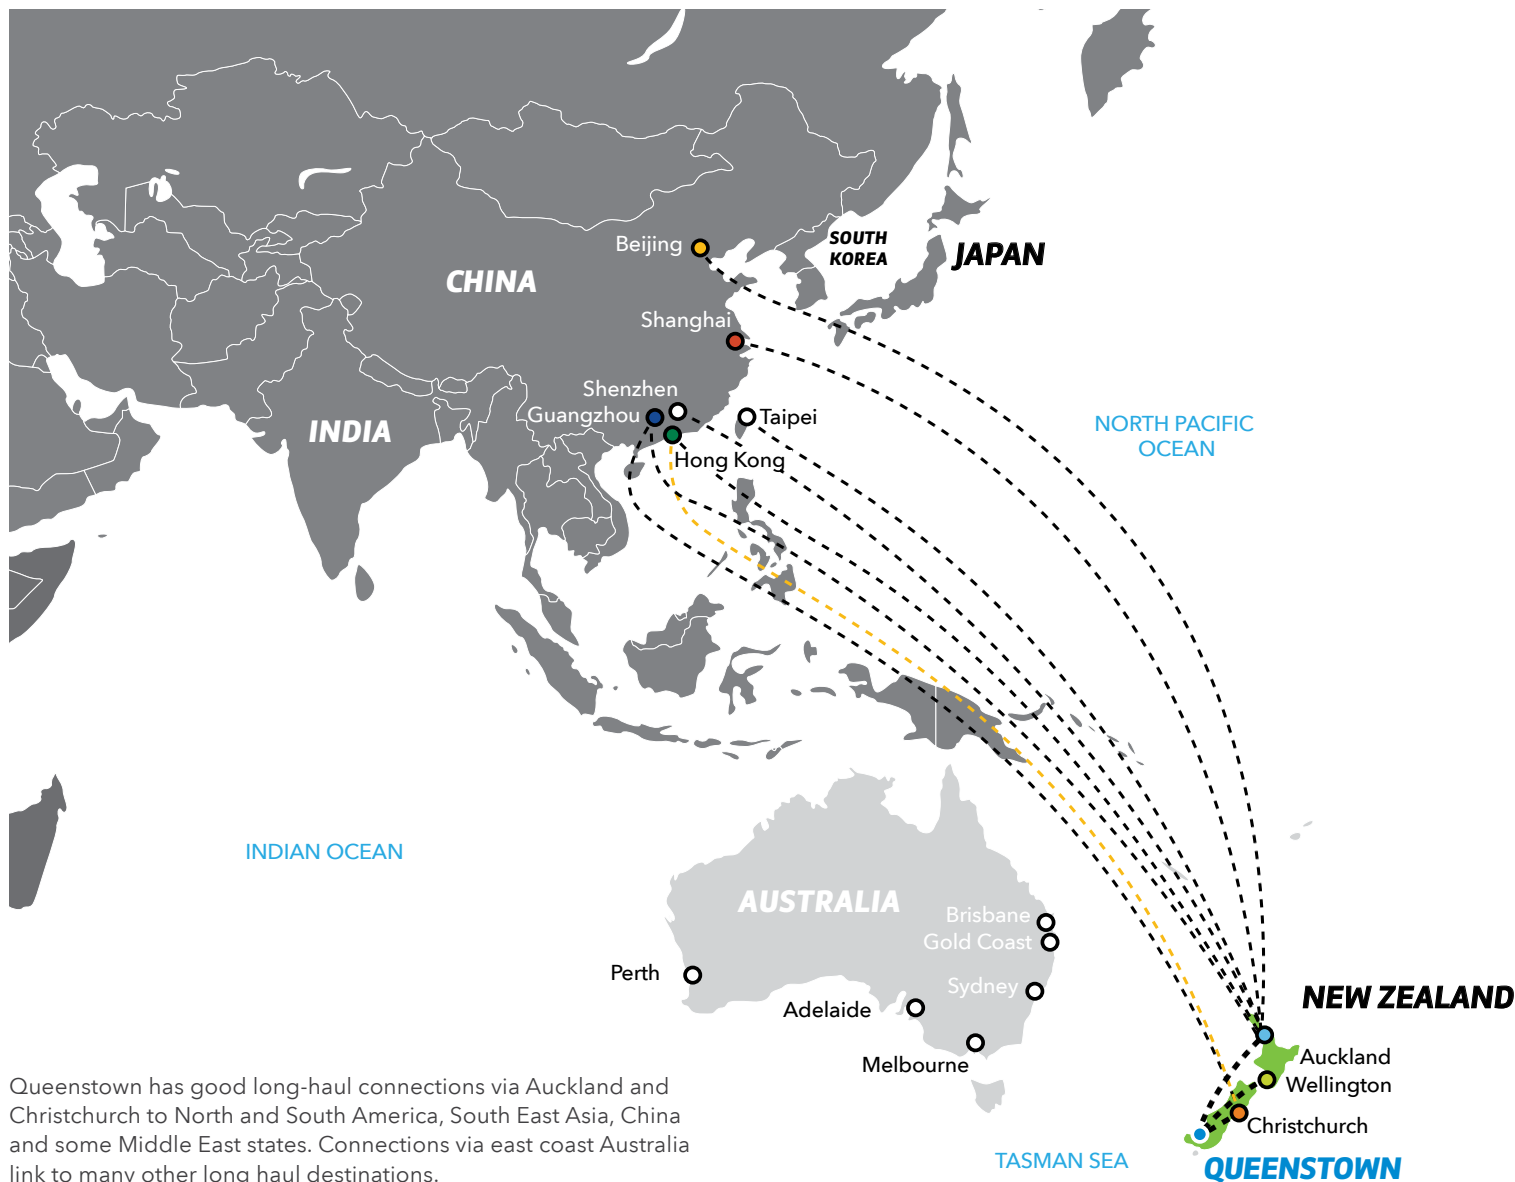 Beijing
SOUTH
KOREA
JAPAN
CHINA
Shanghai
Shenzhen
Guangzhou
Taipei
INDIA
NORTH PACIFIC
OCEAN
Hong Kong
INDIAN OCEAN
AUSTRALIA
Brisbane
Gold Coast
Perth
Sydney
Adelaide
NEW ZEALAND
Melbourne
Auckland
Wellington
Christchurch
Queenstown has good long-haul connections via Auckland and
Christchurch to North and South America, South East Asia, China
and some Middle East states. Connections via east coast Australia
link to many other long haul destinations.
TASMAN SEA
QUEENSTOWN